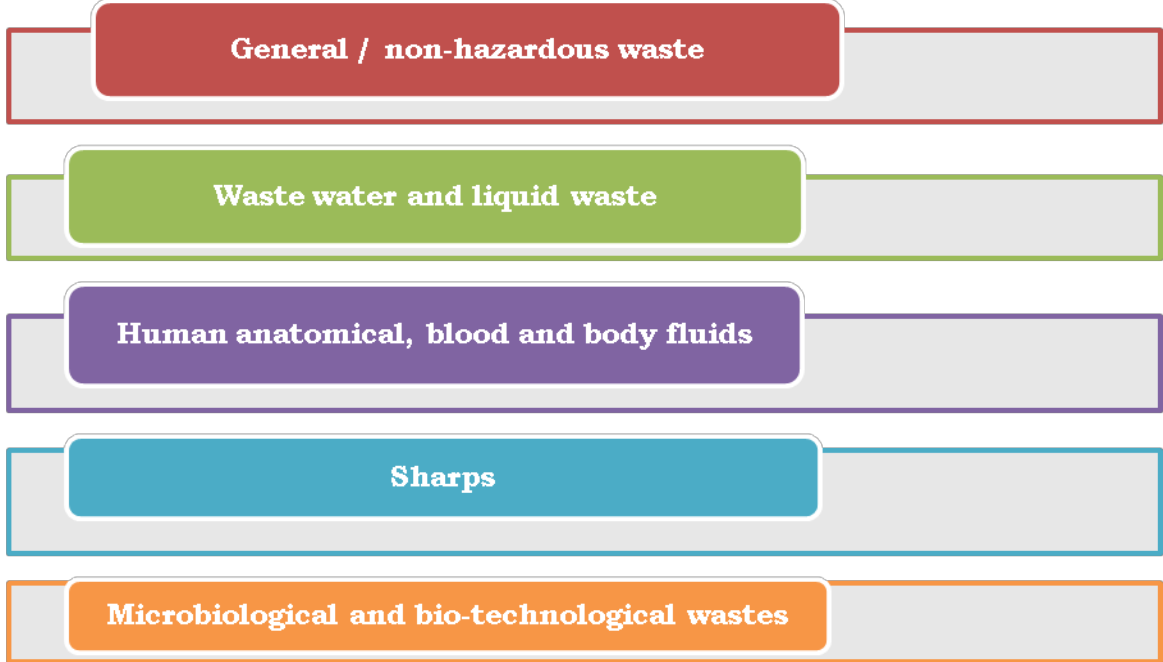 General / non-hazardous waste
Waste water and liquid waste
Human anatomical, blood and body fluids
Sharps
Microbiological and bio-technological wastes